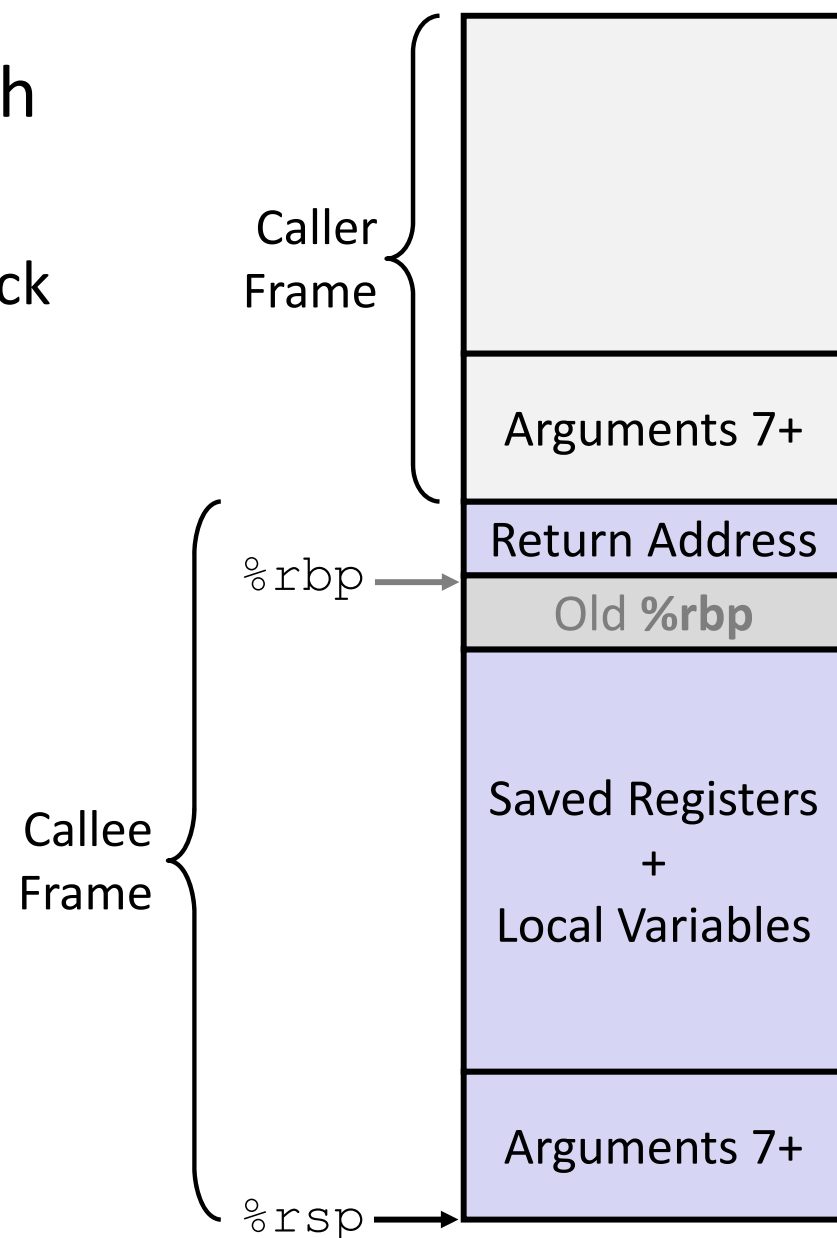 h
ck
Caller
Frame
Arguments 7+
Return Address
%rbp
Old %rbp
Saved Registers
+
Local Variables
Callee
Frame
Arguments 7+
%rsp